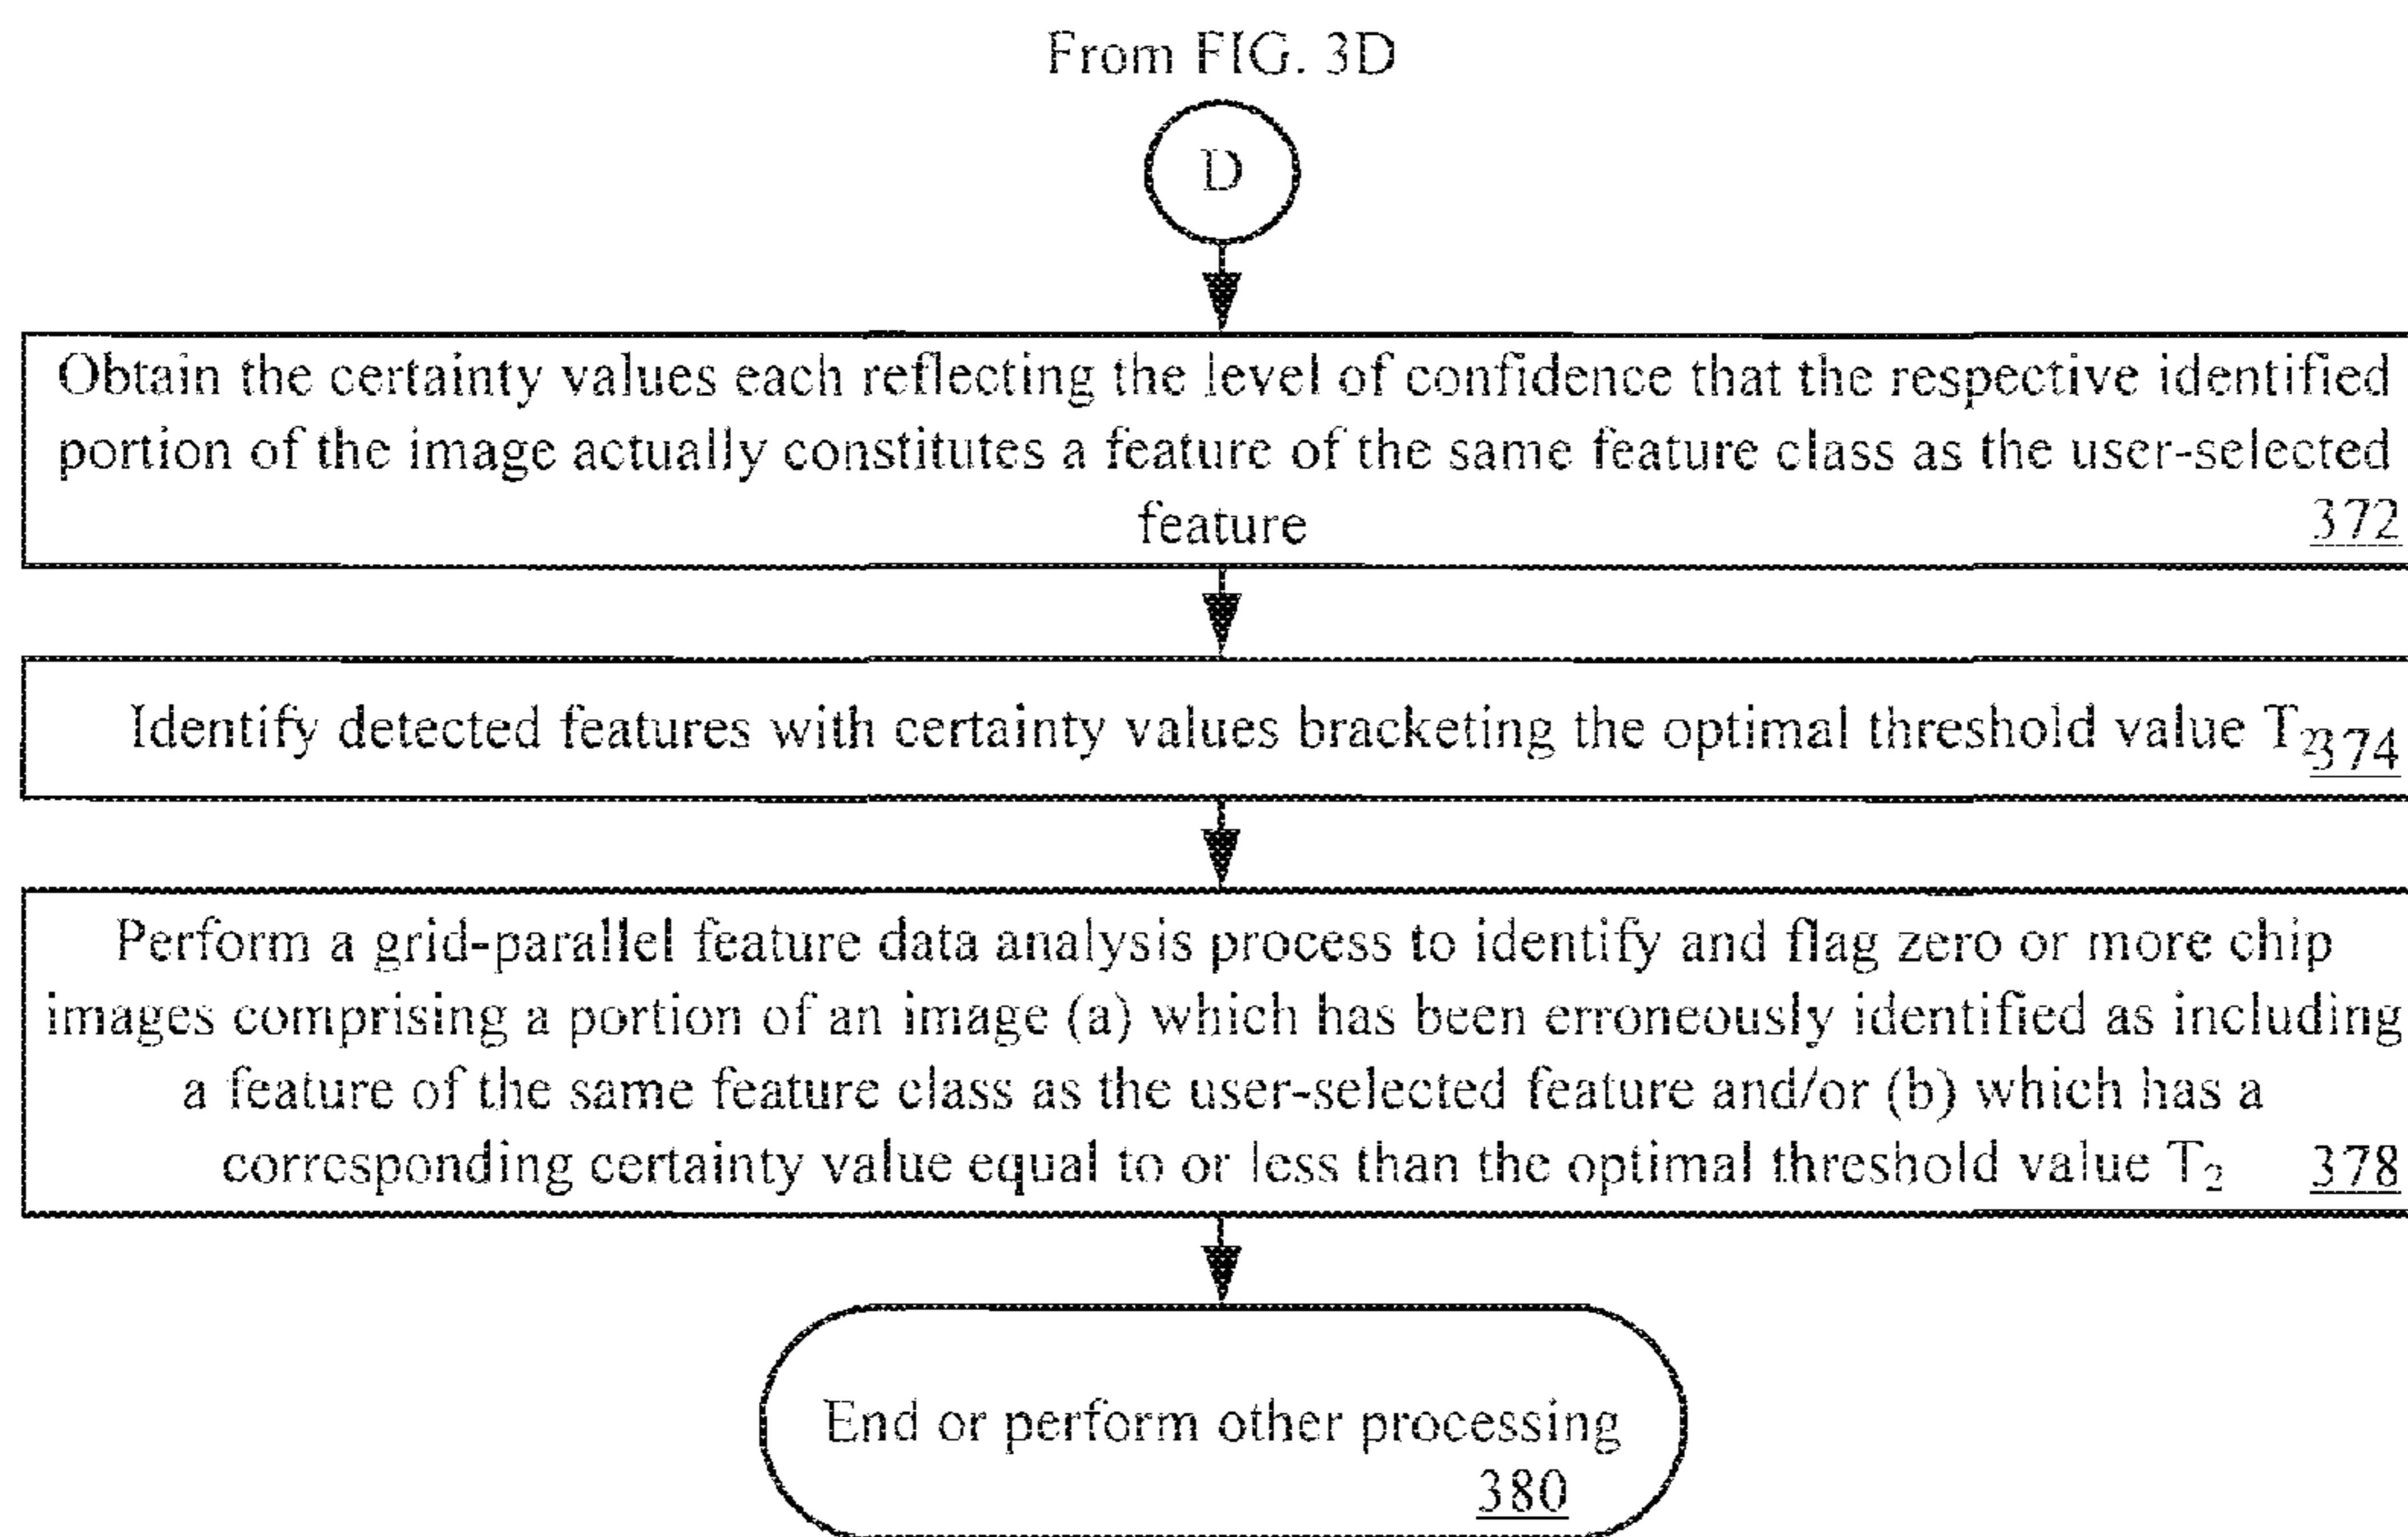 From FIG. 3D
D
Obtain the certainty values each reflecting the level of confidence that the respective identified
portion of the image actually constitutes a feature of the same feature class as the user-selected
feature
372
Identify detected features with certainty values bracketing the optimal threshold value T₂
374
Perform a grid-parallel feature data analysis process to identify and flag zero or more chip
images comprising a portion of an image (a) which has been erroneously identified as including
a feature of the same feature class as the user-selected feature and/or (b) which has a
corresponding certainty value equal to or less than the optimal threshold value T₂ 378
End or perform other processing
380